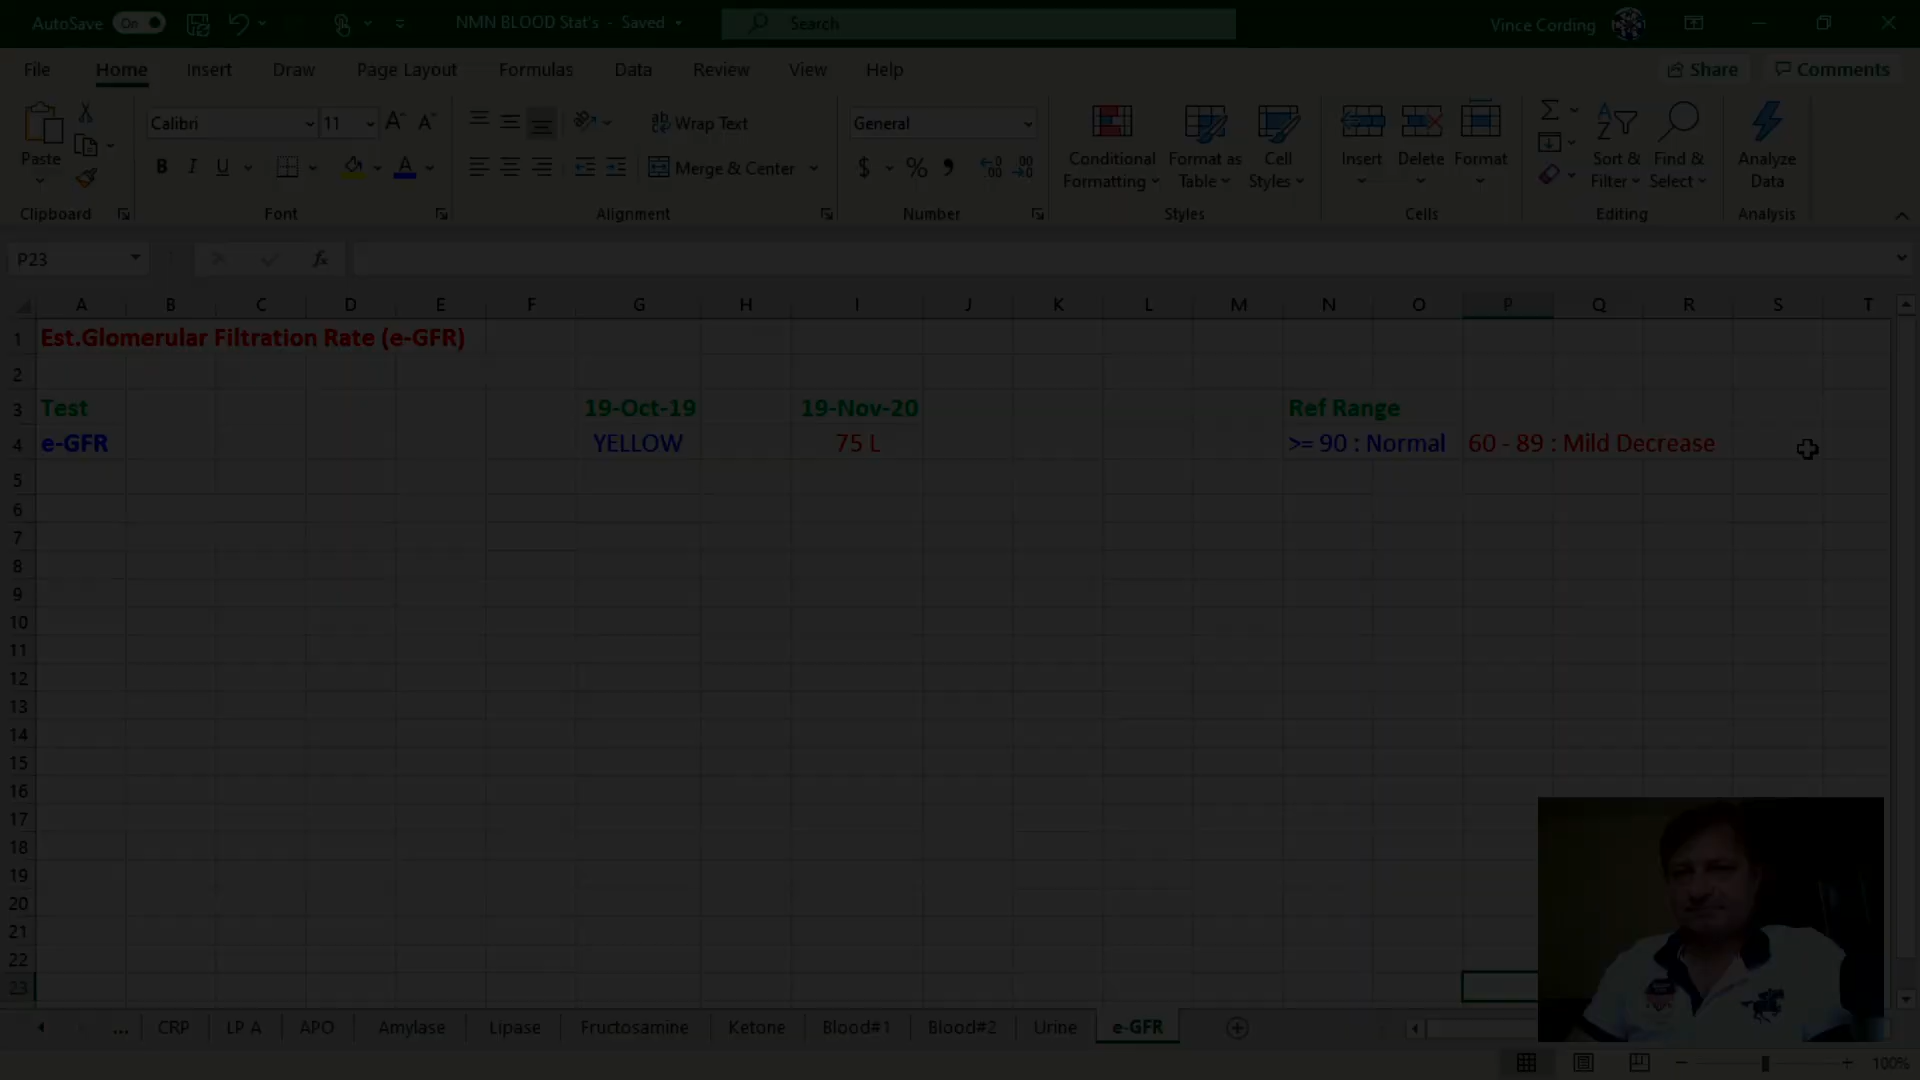 AutoSave On NMN BLOOD Stat's - Saved Search Vince Cording
File Home Insert Draw Page Layout Formulas Data Review View Help Share Comments
Paste Calibri 11 Wrap Text General Conditional Formatting Format as Table Cell Styles Insert Delete Format Sort & Filter Find & Select Analyze Data
B I U A Merge & Center $ %
Clipboard Font Alignment Number Styles Cells Editing Analysis
P23 fx
A B C D E F G H I J K L M N O P Q R S T
1 Est.Glomerular Filtration Rate (e-GFR)
2
3 Test 19-Oct-19 19-Nov-20 Ref Range
4 e-GFR YELLOW 75 L >= 90 : Normal 60 - 89 : Mild Decrease
5
6
7
8
9
10
11
12
13
14
15
16
17
18
19
20
21
22
23
... CRP LP A APO Amylase Lipase Fructosamine Ketone Blood#1 Blood#2 Urine e-GFR
100%